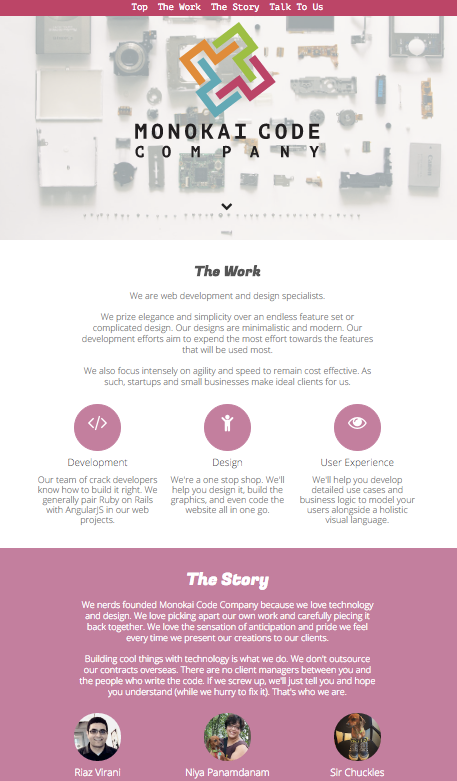 Top The Work The Story Talk To Us
MONOKAI CODE
COMPANY
The Work
We are web development and design specialists.
We prize elegance and simplicity over an endless feature set or
complicated design. Our designs are minimalistic and modern. Our
development efforts aim to expend the most effort towards the features
that will be used most.
We also focus intensely on agility and speed to remain cost effective. As
such, startups and small businesses make ideal clients for us.
Development
Our team of crack developers
know how to build it right. We
generally pair Ruby on Rails
with AngularJS in our web
projects.
Design
We're a one stop shop. We'll
help you design it, build the
graphics, and even code the
website all in one go.
User Experience
We'll help you develop
detailed use cases and
business logic to model your
users alongside a holistic
visual language.
The Story
We nerds founded Monokai Code Company because we love technology
and design. We love picking apart our own work and carefully piecing it
back together. We love the sensation of anticipation and pride we feel
every time we present our creations to our clients.
Building cool things with technology is what we do. We don't outsource
our contracts overseas. There are no client managers between you and
the people who write the code. If we screw up, we'll just tell you and hope
you understand (while we hurry to fix it). That's who we are.
Riaz Virani
Niya Panamdanam
Sir Chuckles